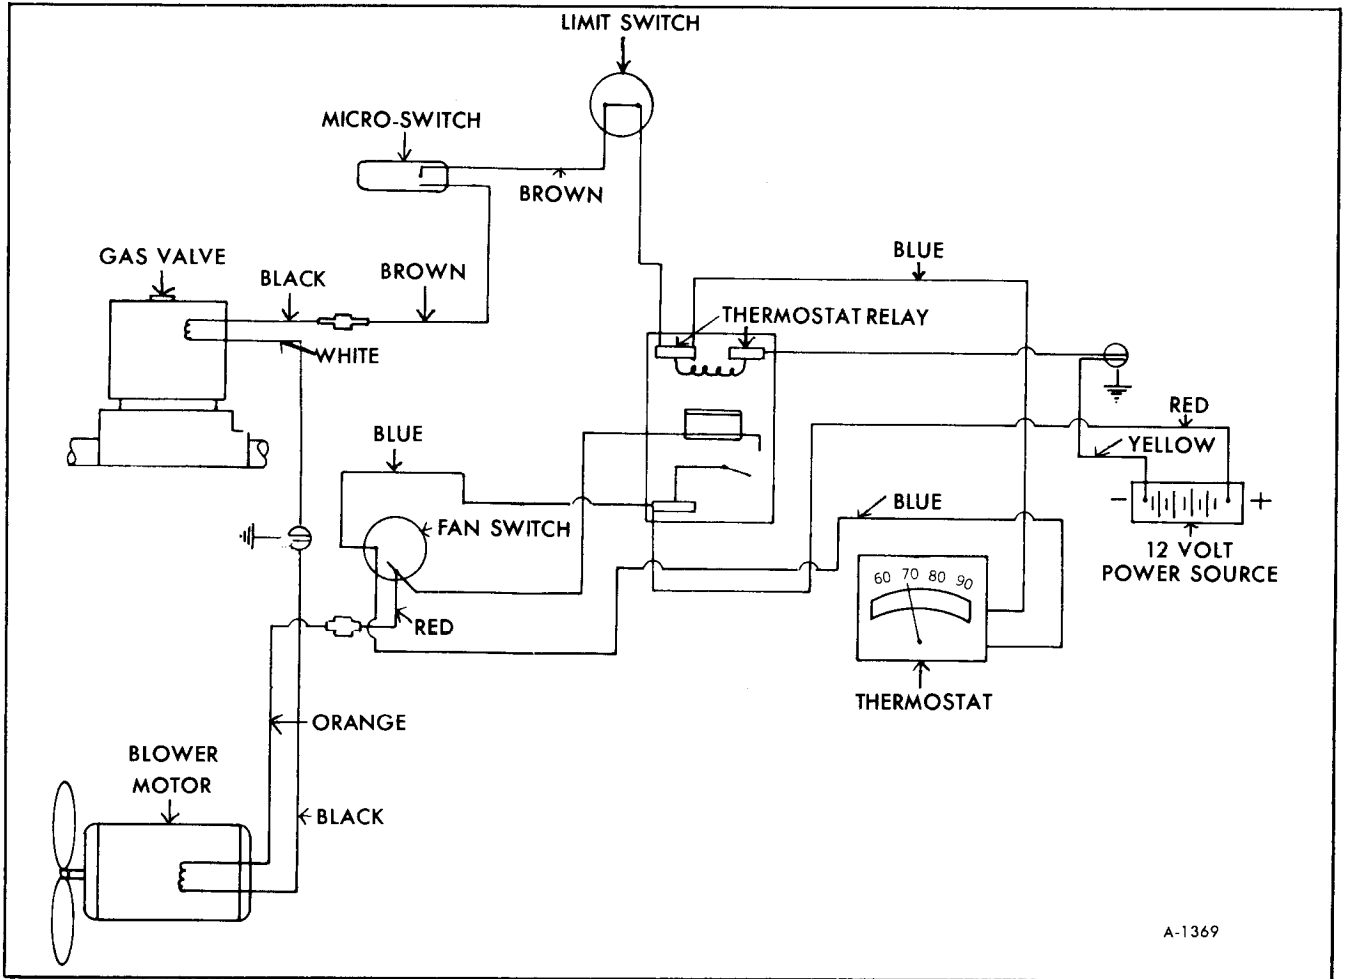 LIMIT SWITCH
MICRO-SWITCH
BROWN
GAS VALVE
BLACK
BROWN
BLUE
THERMOSTAT RELAY
WHITE
RED
BLUE
YELLOW
- +
BLUE
FAN SWITCH
12 VOLT
POWER SOURCE
60 70 80 90
RED
THERMOSTAT
ORANGE
BLOWER
MOTOR
BLACK
A-1369